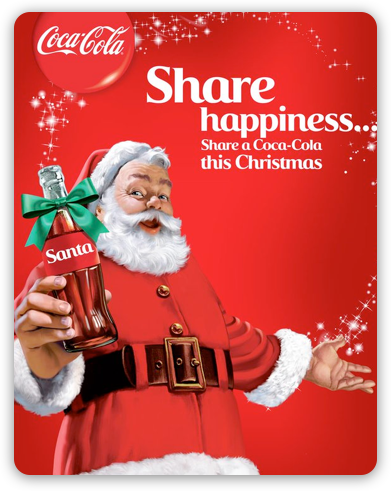 Coca-Cola
Share
happiness...
Share a Coca-Cola
this Christmas
Santa